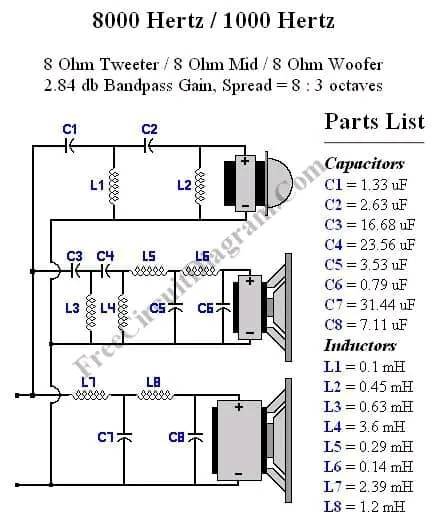 8000 Hertz / 1000 Hertz
8 Ohm Tweeter / 8 Ohm Mid / 8 Ohm Woofer
2.84 db Bandpass Gain, Spread = 8 : 3 octaves
C1
C2
L1
L2
+
-
C3
C4
L5
L6
L3
L4
C5
C6
+
-
L7
L8
C7
C8
+
-
FreeCircuitDiagram.Com
Parts List
Capacitors
C1 = 1.33 uF
C2 = 2.63 uF
C3 = 16.68 uF
C4 = 23.56 uF
C5 = 3.53 uF
C6 = 0.79 uF
C7 = 31.44 uF
C8 = 7.11 uF
Inductors
L1 = 0.1 mH
L2 = 0.45 mH
L3 = 0.63 mH
L4 = 3.6 mH
L5 = 0.29 mH
L6 = 0.14 mH
L7 = 2.39 mH
L8 = 1.2 mH